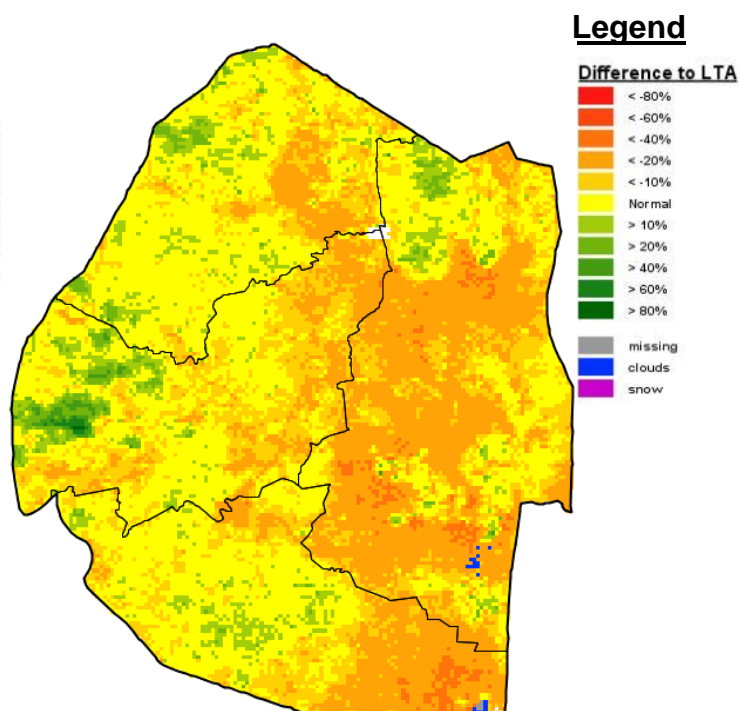 Legend
Difference to LTA
< -80%
< -60%
< -40%
< -20%
< -10%
Normal
> 10%
> 20%
> 40%
> 60%
> 80%
missing
clouds
snow